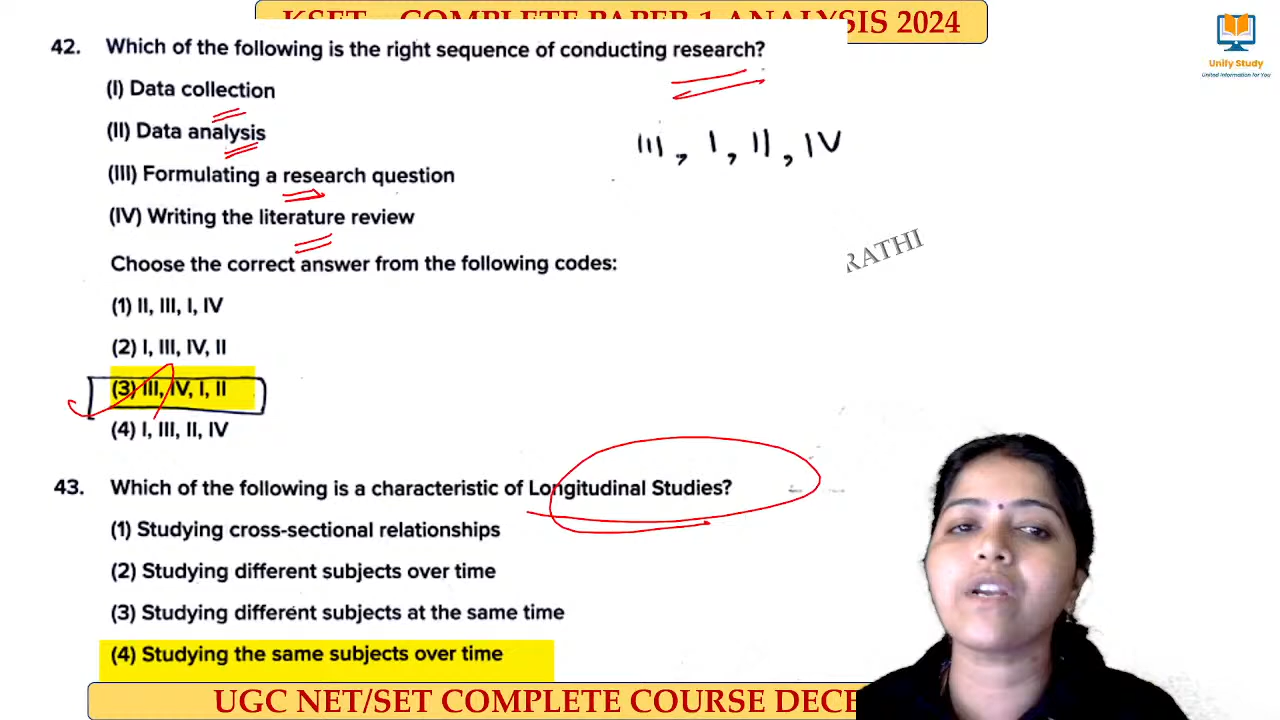 KSET - COMPLETE PAPER 1 ANALYSIS 2024
Unify Study
United Information for You
42. Which of the following is the right sequence of conducting research?
(I) Data collection
(II) Data analysis
III, I, II, IV
(III) Formulating a research question
(IV) Writing the literature review
RATHI
Choose the correct answer from the following codes:
(1) II, III, I, IV
(2) I, III, IV, II
(3) III, IV, I, II
(4) I, III, II, IV
43. Which of the following is a characteristic of Longitudinal Studies?
(1) Studying cross-sectional relationships
(2) Studying different subjects over time
(3) Studying different subjects at the same time
(4) Studying the same subjects over time
UGC NET/SET COMPLETE COURSE DECE